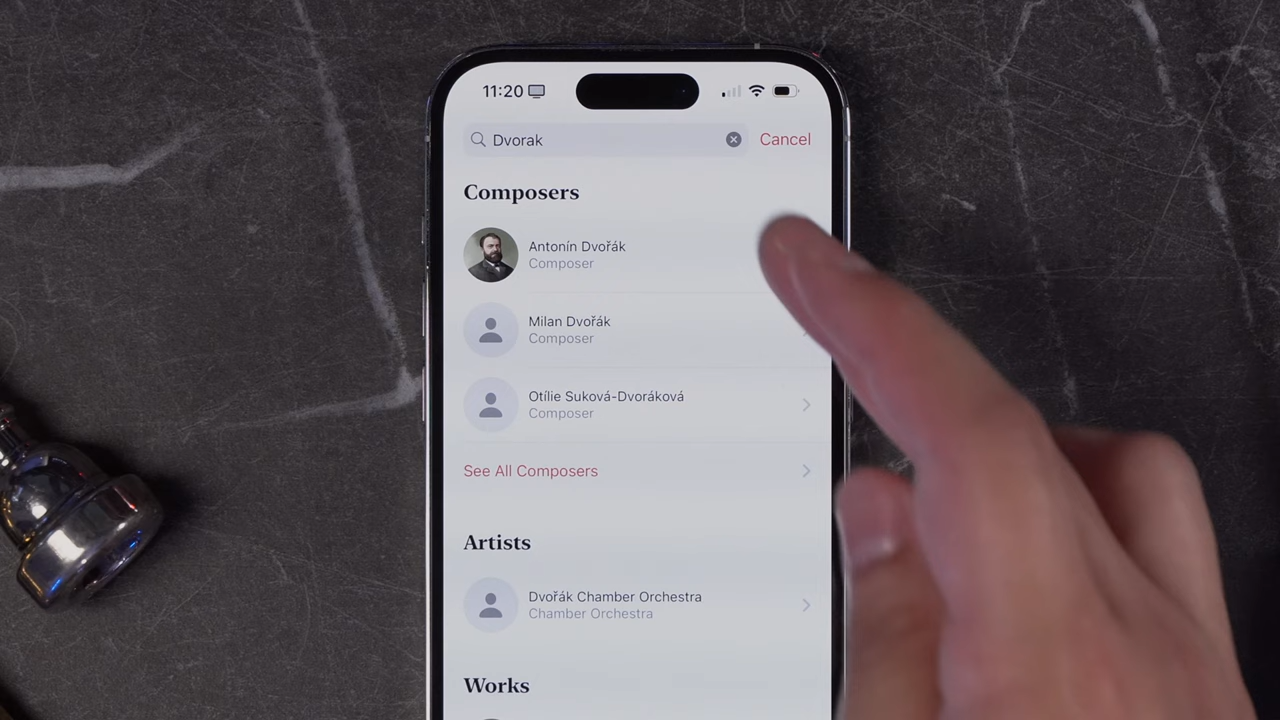 11:20
Dvorak
Cancel
Composers
Antonín Dvořák
Composer
Milan Dvořák
Composer
Otílie Suková-Dvoráková
Composer
See All Composers
Artists
Dvořák Chamber Orchestra
Chamber Orchestra
Works